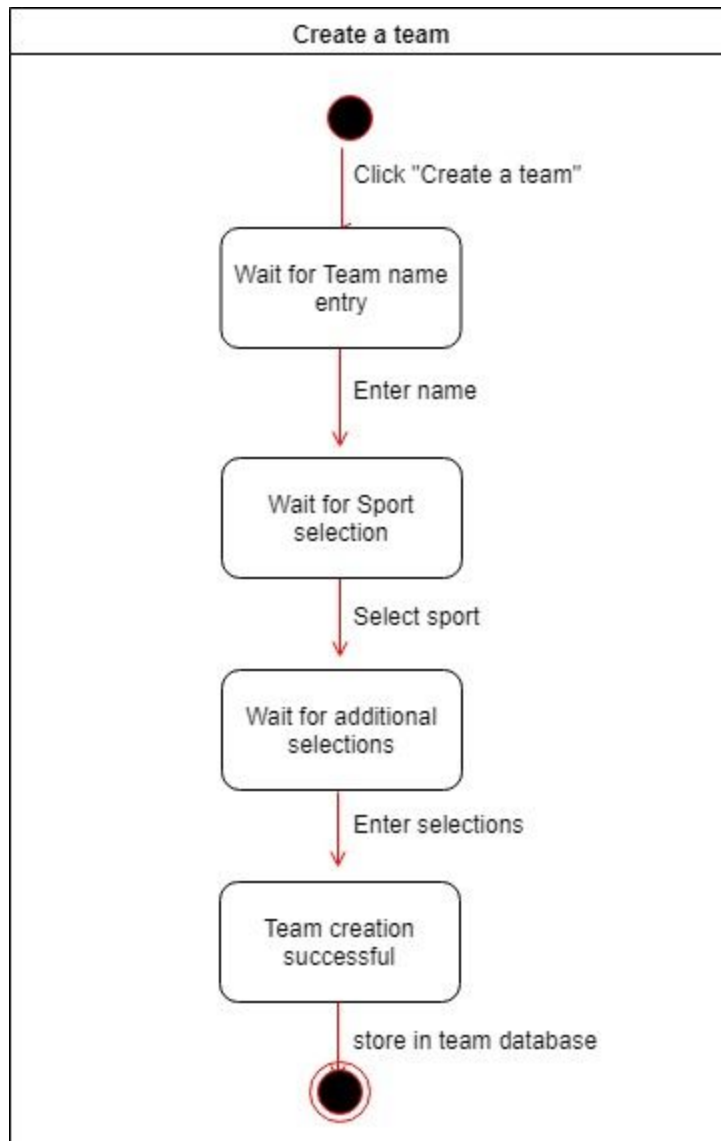 Create a team
Click "Create a team"
Wait for Team name
entry
Enter name
Wait for Sport
selection
Select sport
Wait for additional
selections
Enter selections
Team creation
successful
store in team database